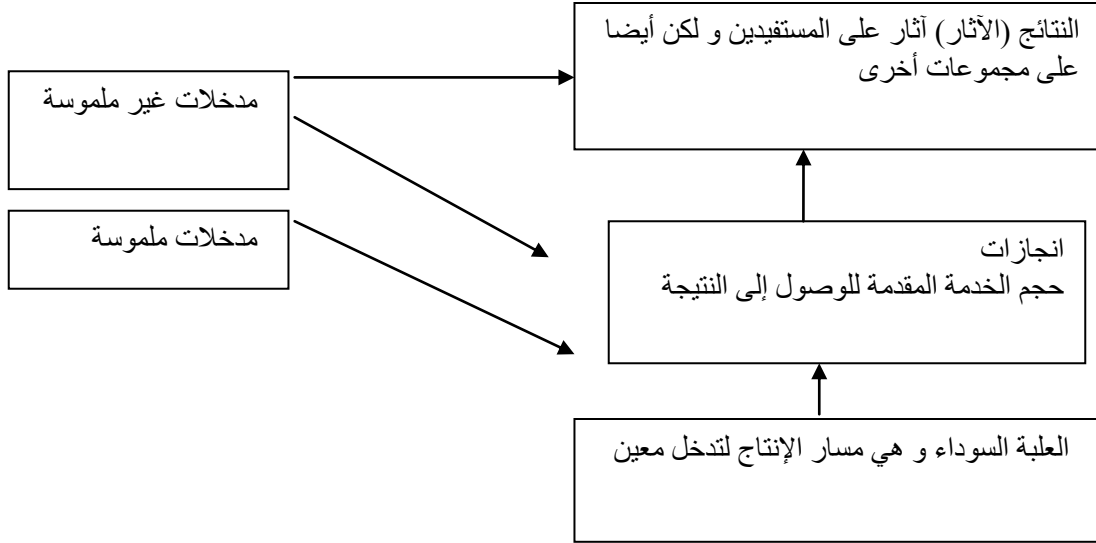 النتائج (الآثار) آثار على المستفيدين و لكن أيضا
على مجموعات أخرى
مدخلات غير ملموسة
مدخلات ملموسة
انجازات
حجم الخدمة المقدمة للوصول إلى النتيجة
العلبة السوداء و هي مسار الإنتاج لتدخل معين